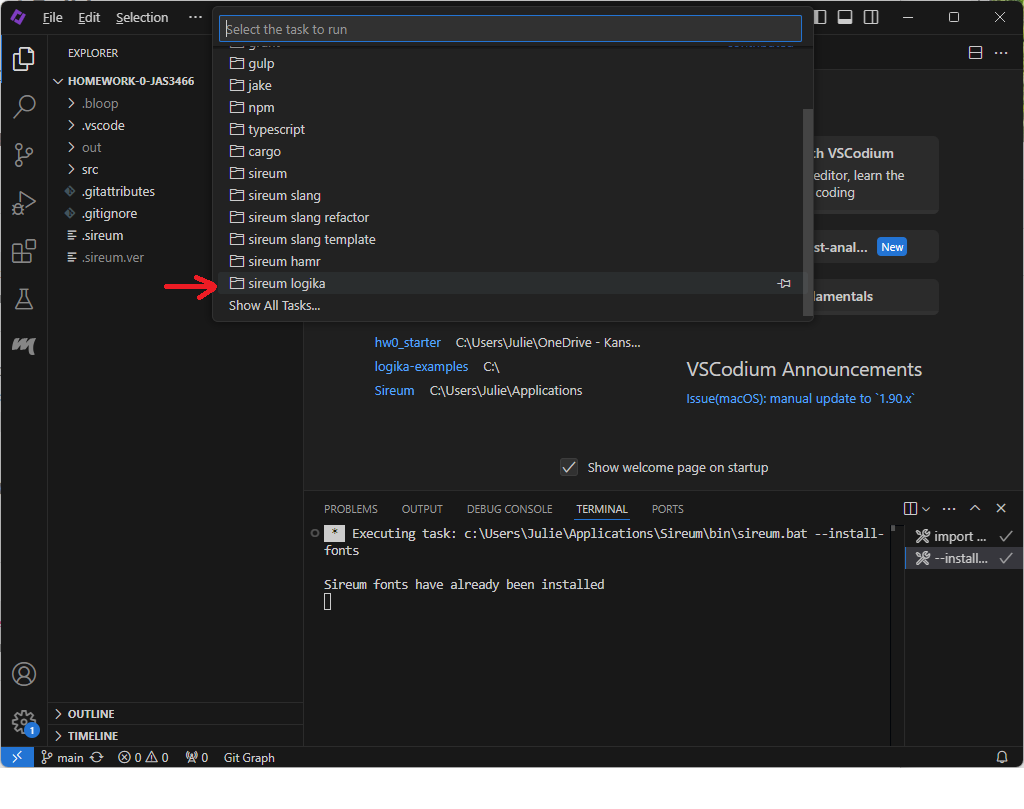 File Edit Selection ···
Select the task to run
EXPLORER
HOMEWORK-0-JAS3466
.bloop
.vscode
out
src
.gitattributes
.gitignore
.sireum
.sireum.ver
gulp
jake
npm
typescript
cargo
sireum
sireum slang
sireum slang refactor
sireum slang template
sireum hamr
sireum logika
Show All Tasks...
VSCodium
editor, learn the
coding
st-anal... New
hw0_starter C:\Users\Julie\OneDrive - Kans...
logika-examples C:\
Sireum C:\Users\Julie\Applications
VSCodium Announcements
Issue(macOS): manual update to `1.90.x`
Show welcome page on startup
PROBLEMS OUTPUT DEBUG CONSOLE TERMINAL PORTS
* Executing task: c:\Users\Julie\Applications\Sireum\bin\sireum.bat --install-
fonts
Sireum fonts have already been installed
import ...
--install...
OUTLINE
TIMELINE
1
main 0 0 0 Git Graph